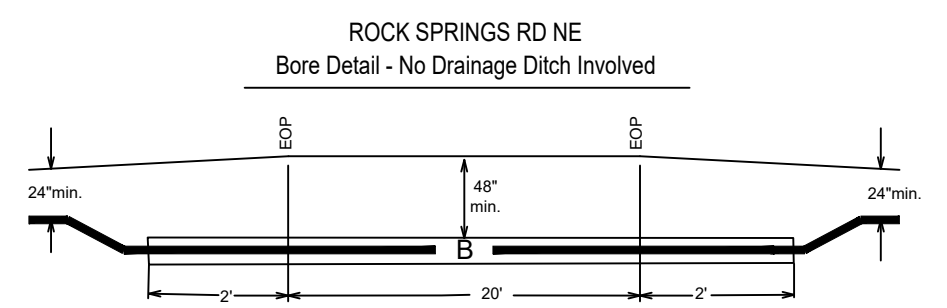 ROCK SPRINGS RD NE
Bore Detail - No Drainage Ditch Involved
EOP
EOP
24"min.
48"
min.
24"min.
B
2'
20'
2'